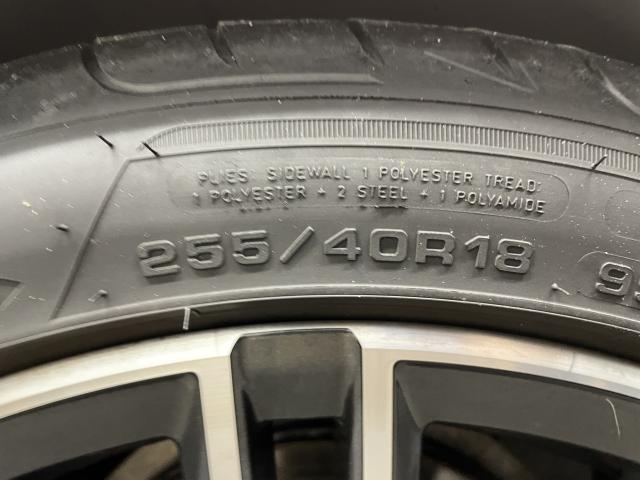 PLIES: SIDEWALL 1 POLYESTER TREAD:
1 POLYESTER + 2 STEEL + 1 POLYAMIDE
255/40R18